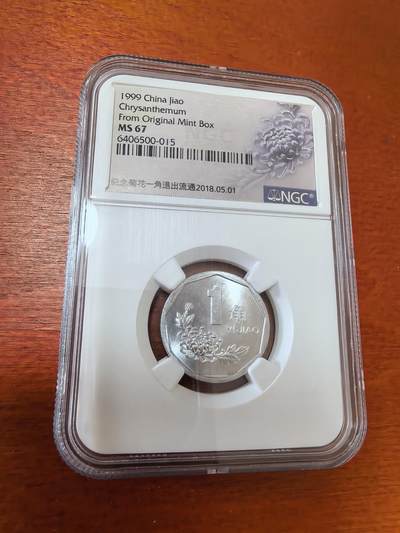 1999 China Jiao
Chrysanthemum
From Original Mint Box
MS 67
6406500-015
纪念菊花一角退出流通2018.05.01
NGC®
1角
YI JIAO